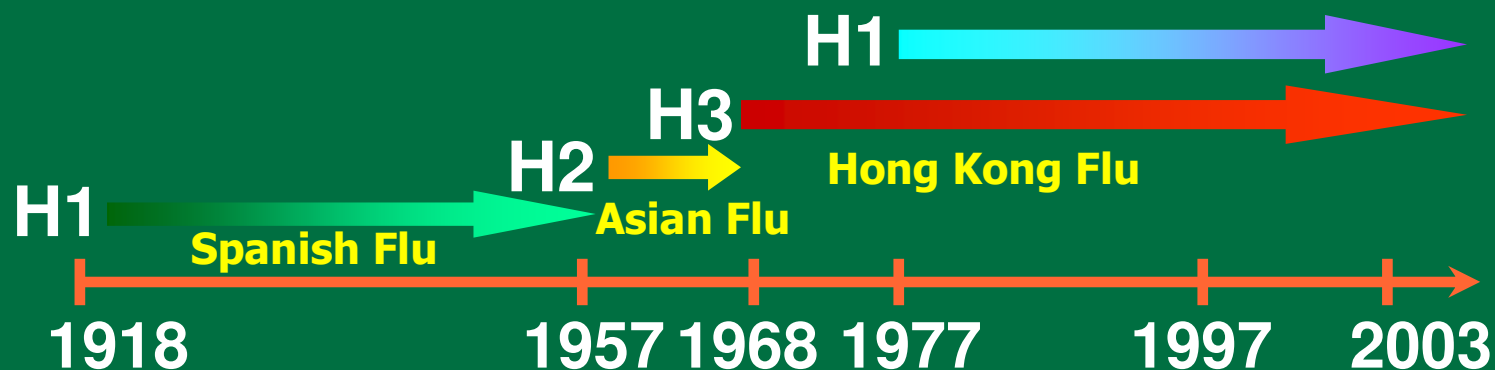 H1
H3
Hong Kong Flu
H2
Asian Flu
H1
Spanish Flu
1918 1957 1968 1977 1997 2003